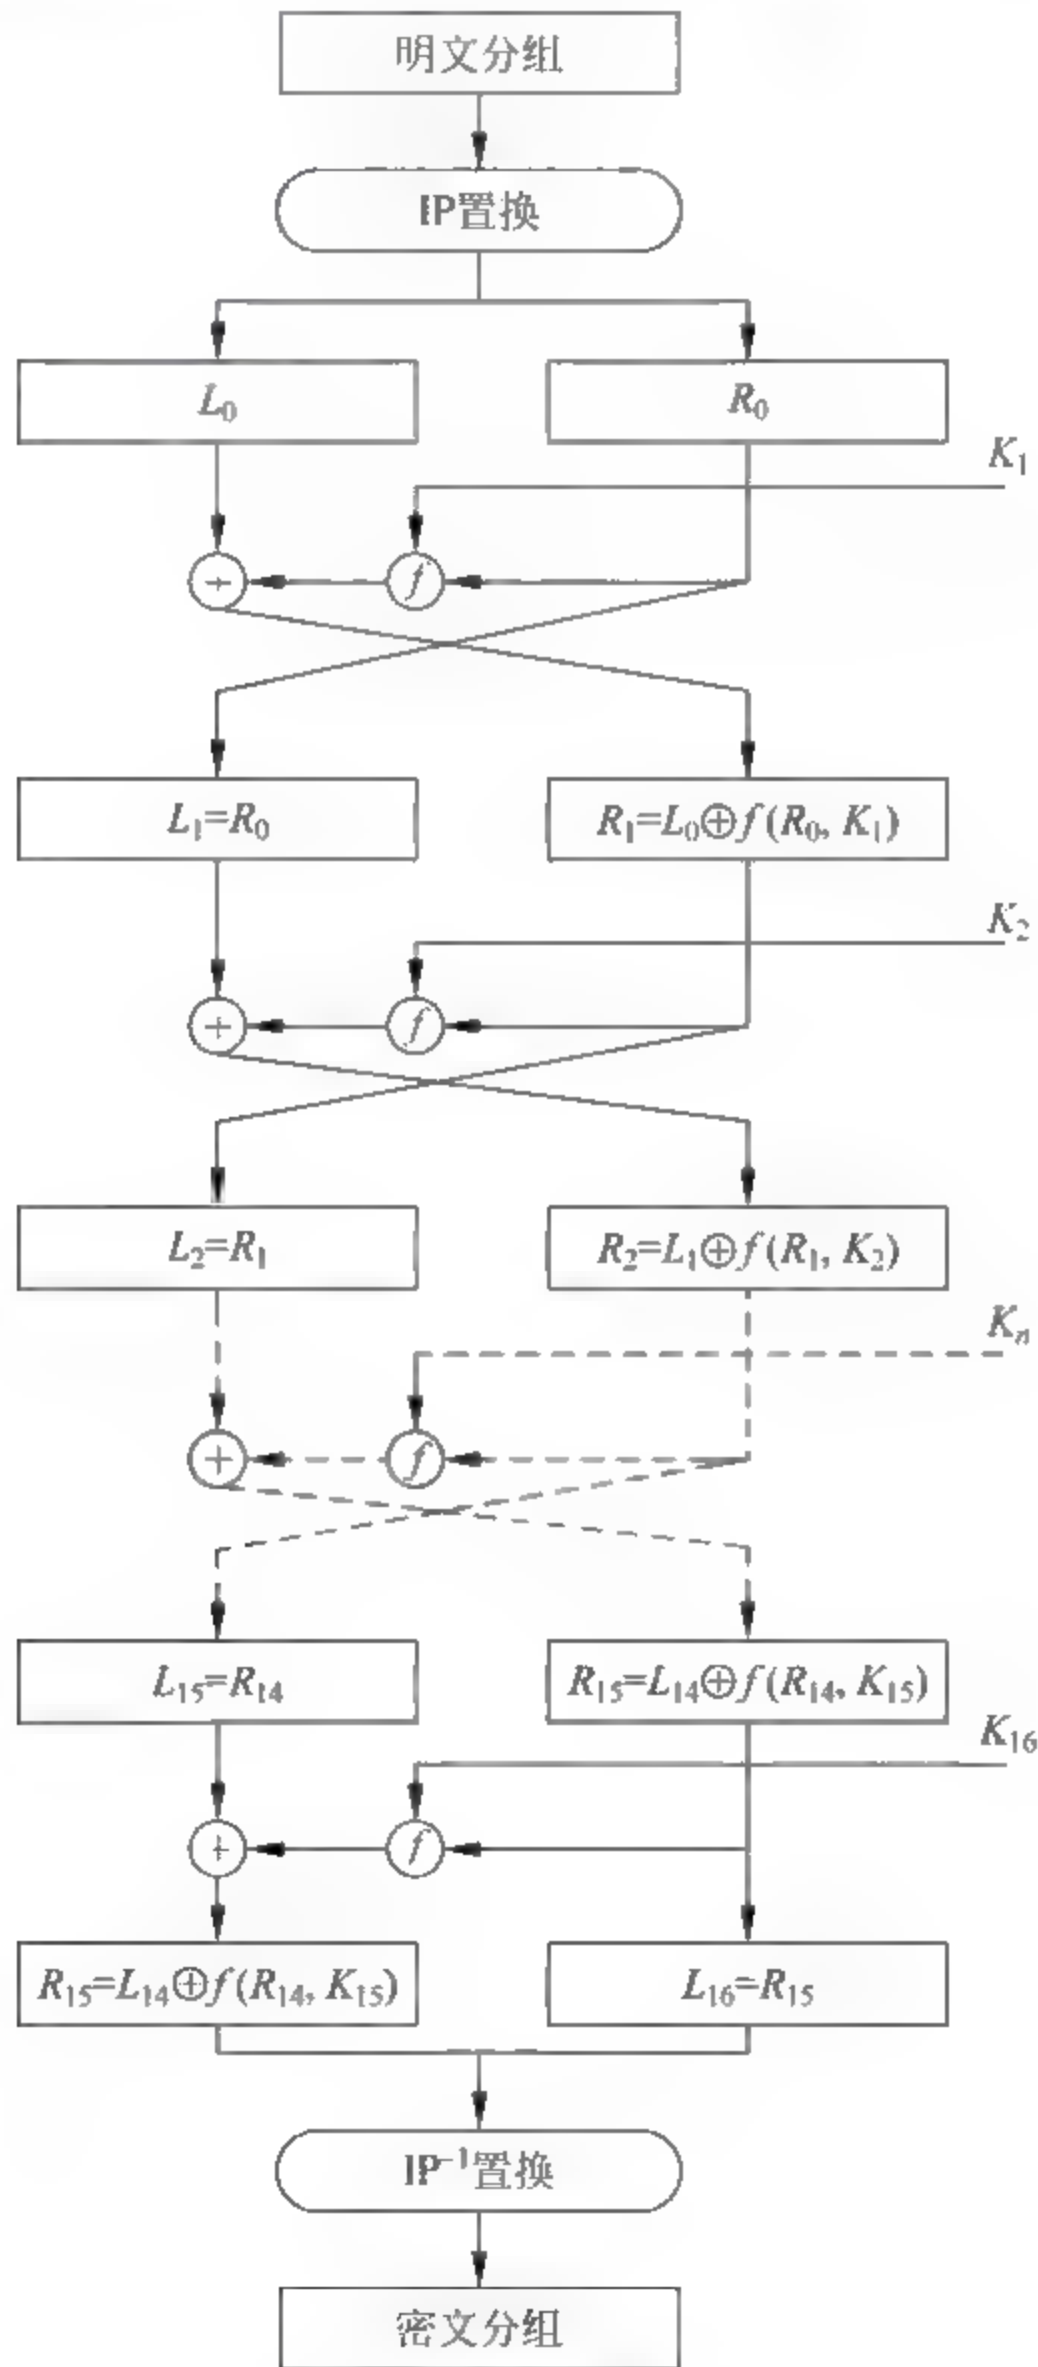 明文分组
IP置换
L₀
R₀
K₁
+
f
L₁=R₀
R₁=L₀⊕f(R₀, K₁)
K₂
+
f
L₂=R₁
R₂=L₁⊕f(R₁, K₂)
Kₙ
+
f
L₁₅=R₁₄
R₁₅=L₁₄⊕f(R₁₄, K₁₅)
K₁₆
+
f
R₁₅=L₁₄⊕f(R₁₄, K₁₅)
L₁₆=R₁₅
IP⁻¹置换
密文分组